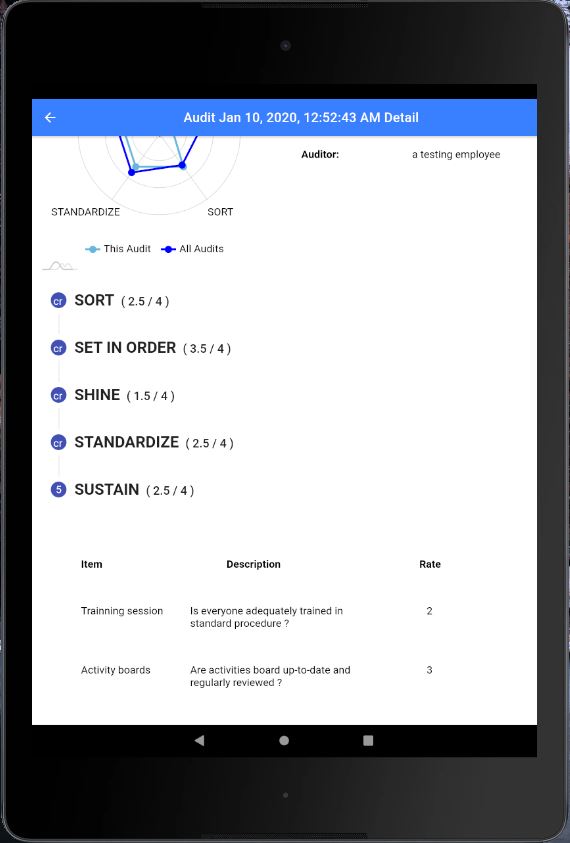 Audit Jan 10, 2020, 12:52:43 AM Detail
Auditor: a testing employee
STANDARDIZE SORT
This Audit All Audits
cr SORT ( 2.5 / 4 )
cr SET IN ORDER ( 3.5 / 4 )
cr SHINE ( 1.5 / 4 )
cr STANDARDIZE ( 2.5 / 4 )
5 SUSTAIN ( 2.5 / 4 )
Item Description Rate
Trainning session Is everyone adequately trained in 2
standard procedure ?
Activity boards Are activities board up-to-date and 3
regularly reviewed ?